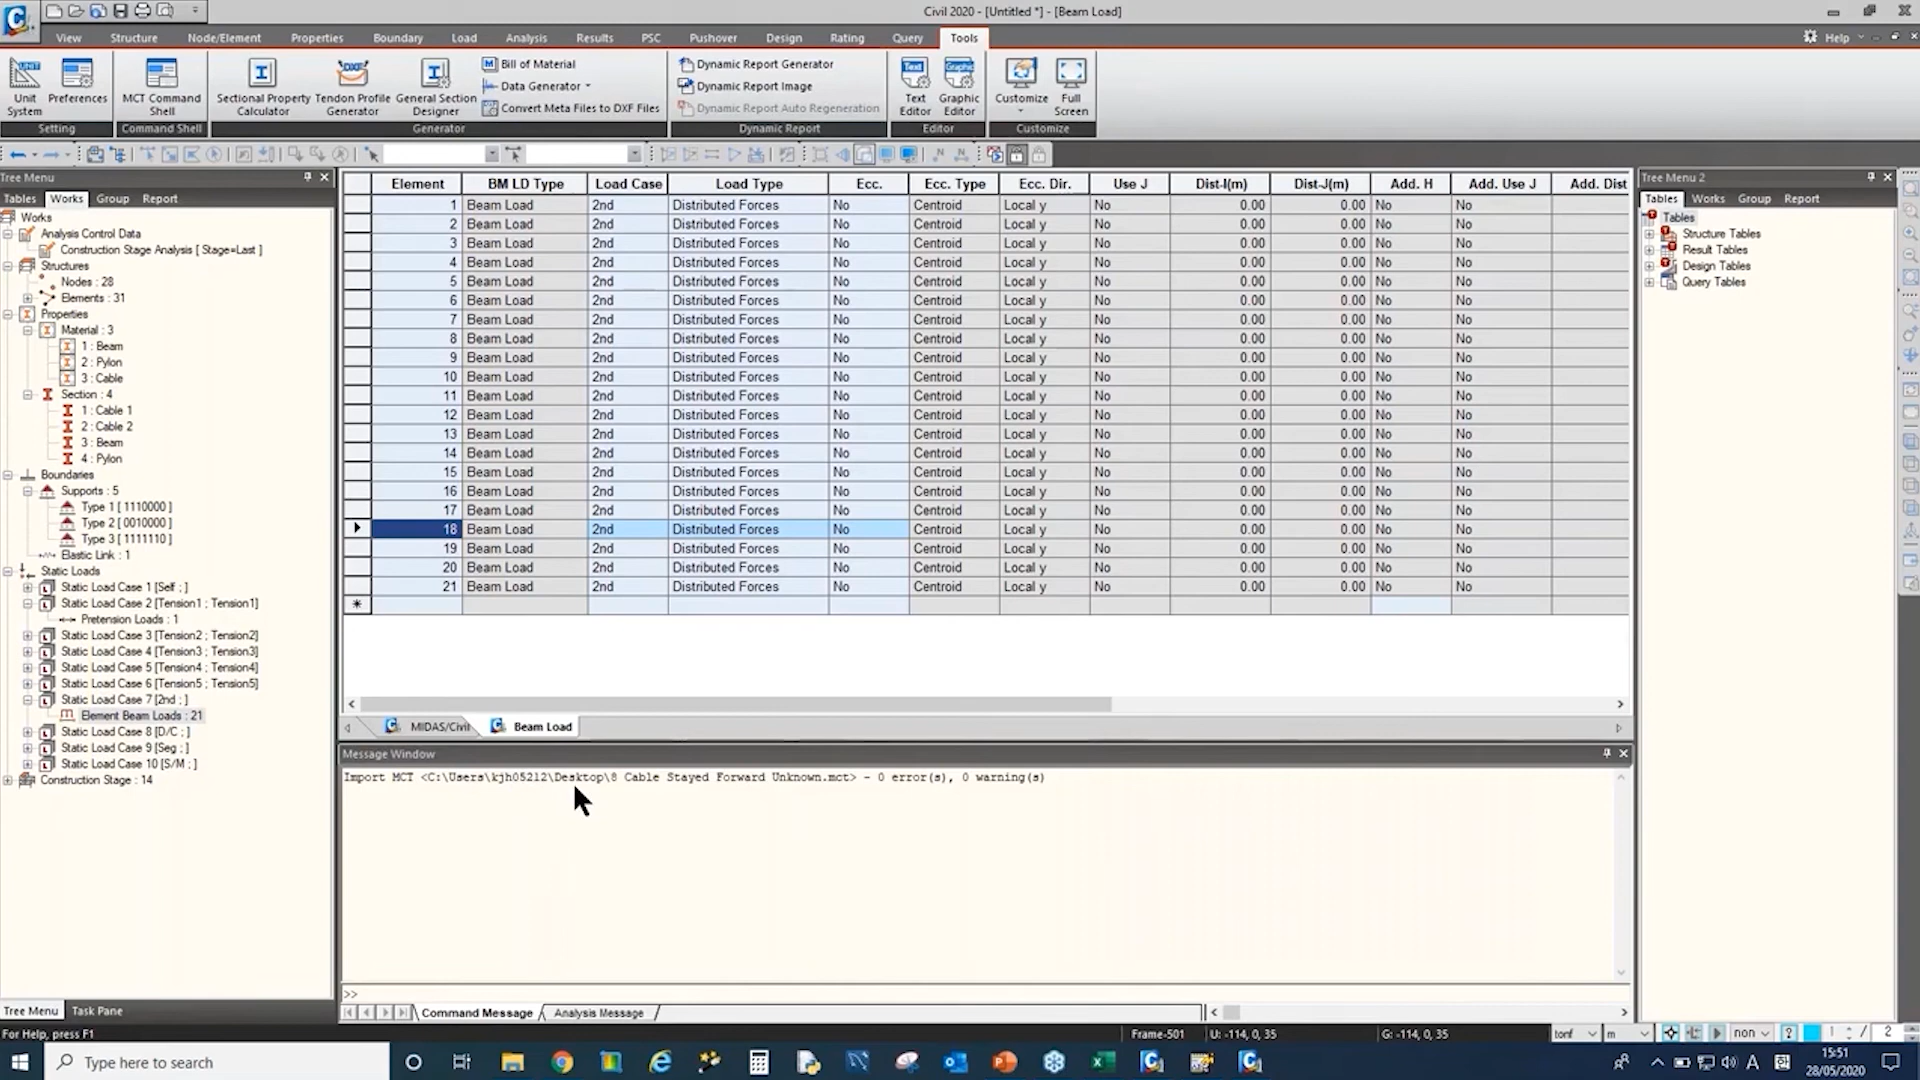 Civil 2020 - [Untitled *] - [Beam Load]
View Structure Node/Element Properties Boundary Load Analysis Results PSC Pushover Design Rating Query Tools Help
Unit System Preferences
Setting
MCT Command Shell
Command Shell
Sectional Property Calculator Tendon Profile Generator General Section Designer
Bill of Material
Data Generator
Convert Meta Files to DXF Files
Generator
Dynamic Report Generator
Dynamic Report Image
Dynamic Report Auto Regeneration
Dynamic Report
Text Editor Graphic Editor
Editor
Customize Full Screen
Customize
Tree Menu
Tables Works Group Report
Works
Analysis Control Data
Construction Stage Analysis [ Stage=Last ]
Structures
Nodes : 28
Elements : 31
Properties
Material : 3
1 : Beam
2 : Pylon
3 : Cable
Section : 4
1 : Cable 1
2 : Cable 2
3 : Beam
4 : Pylon
Boundaries
Supports : 5
Type 1 [ 1110000 ]
Type 2 [ 0010000 ]
Type 3 [ 1111110 ]
Elastic Link : 1
Static Loads
Static Load Case 1 [Self ; ]
Static Load Case 2 [Tension1 ; Tension1]
Pretension Loads : 1
Static Load Case 3 [Tension2 ; Tension2]
Static Load Case 4 [Tension3 ; Tension3]
Static Load Case 5 [Tension4 ; Tension4]
Static Load Case 6 [Tension5 ; Tension5]
Static Load Case 7 [2nd ; ]
Element Beam Loads : 21
Static Load Case 8 [D/C ; ]
Static Load Case 9 [Seg ; ]
Static Load Case 10 [S/M ; ]
Construction Stage : 14
Tree Menu Task Pane
Element BM LD Type Load Case Load Type Ecc. Ecc. Type Ecc. Dir. Use J Dist-I(m) Dist-J(m) Add. H Add. Use J Add. Dist
1 Beam Load 2nd Distributed Forces No Centroid Local y No 0.00 0.00 No No
2 Beam Load 2nd Distributed Forces No Centroid Local y No 0.00 0.00 No No
3 Beam Load 2nd Distributed Forces No Centroid Local y No 0.00 0.00 No No
4 Beam Load 2nd Distributed Forces No Centroid Local y No 0.00 0.00 No No
5 Beam Load 2nd Distributed Forces No Centroid Local y No 0.00 0.00 No No
6 Beam Load 2nd Distributed Forces No Centroid Local y No 0.00 0.00 No No
7 Beam Load 2nd Distributed Forces No Centroid Local y No 0.00 0.00 No No
8 Beam Load 2nd Distributed Forces No Centroid Local y No 0.00 0.00 No No
9 Beam Load 2nd Distributed Forces No Centroid Local y No 0.00 0.00 No No
10 Beam Load 2nd Distributed Forces No Centroid Local y No 0.00 0.00 No No
11 Beam Load 2nd Distributed Forces No Centroid Local y No 0.00 0.00 No No
12 Beam Load 2nd Distributed Forces No Centroid Local y No 0.00 0.00 No No
13 Beam Load 2nd Distributed Forces No Centroid Local y No 0.00 0.00 No No
14 Beam Load 2nd Distributed Forces No Centroid Local y No 0.00 0.00 No No
15 Beam Load 2nd Distributed Forces No Centroid Local y No 0.00 0.00 No No
16 Beam Load 2nd Distributed Forces No Centroid Local y No 0.00 0.00 No No
17 Beam Load 2nd Distributed Forces No Centroid Local y No 0.00 0.00 No No
18 Beam Load 2nd Distributed Forces No Centroid Local y No 0.00 0.00 No No
19 Beam Load 2nd Distributed Forces No Centroid Local y No 0.00 0.00 No No
20 Beam Load 2nd Distributed Forces No Centroid Local y No 0.00 0.00 No No
21 Beam Load 2nd Distributed Forces No Centroid Local y No 0.00 0.00 No No
MIDAS/Civil Beam Load
Message Window
Import MCT <C:\Users\kjh05212\Desktop\8 Cable Stayed Forward Unknown.mct> - 0 error(s), 0 warning(s)
>>
Command Message Analysis Message
Tree Menu 2
Tables Works Group Report
Tables
Structure Tables
Result Tables
Design Tables
Query Tables
For Help, press F1
Frame-501 U: -114, 0, 35 G: -114, 0, 35 tonf m non 1 / 2
Type here to search
A
15:51
28/05/2020